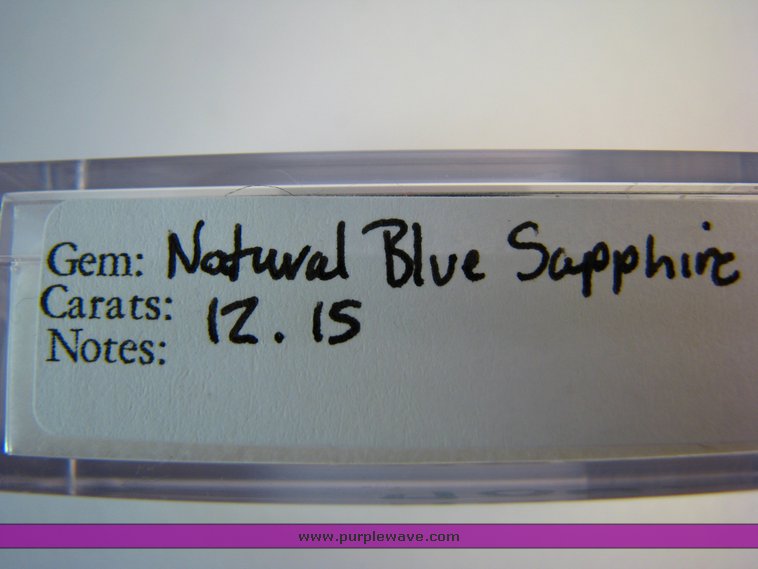 Gem: Natural Blue Sapphire
Carats: 12.15
Notes:
www.purplewave.com